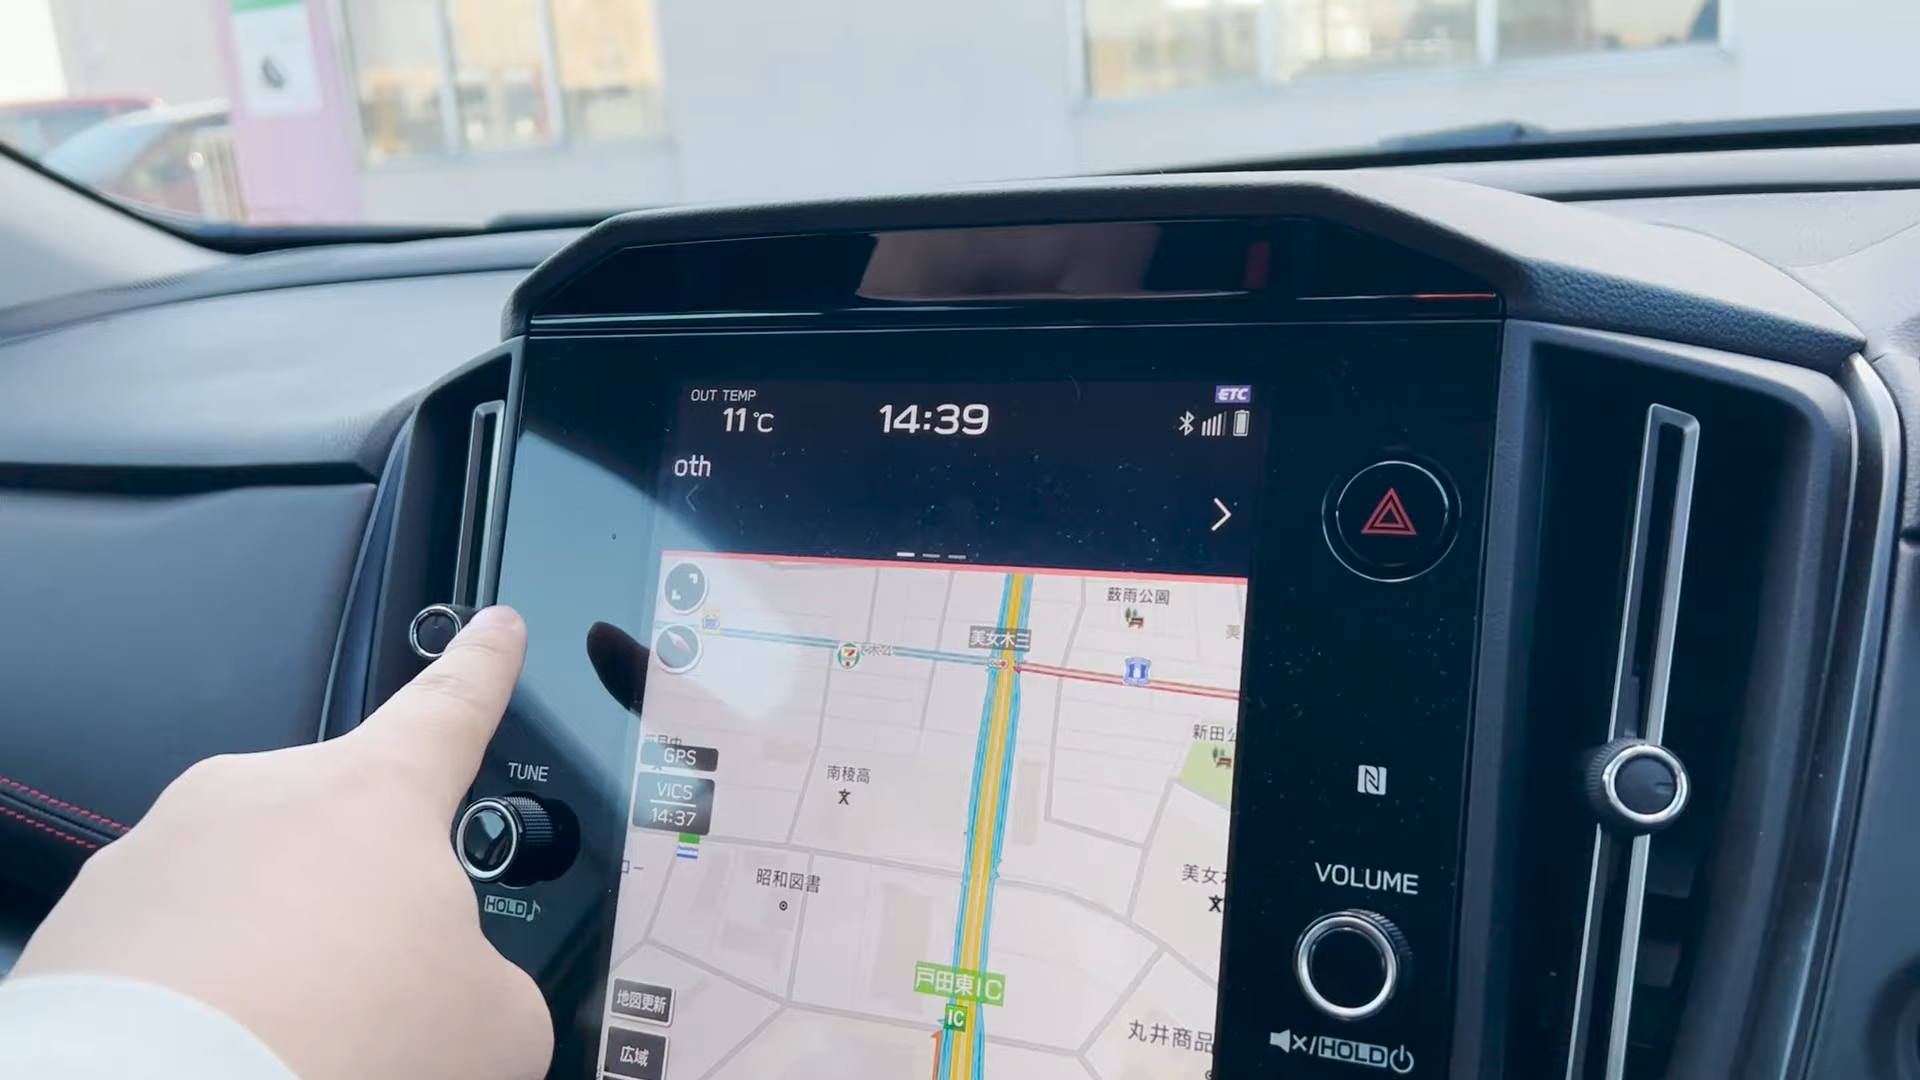 OUT TEMP
11℃
14:39
ETC
oth
薮雨公園
美女木三
新田公
GPS
VICS
14:37
南稜高
文
昭和図書
美女
文
戸田東IC
IC
地図更新
広域
丸井商品
TUNE
HOLD♪
VOLUME
/HOLD